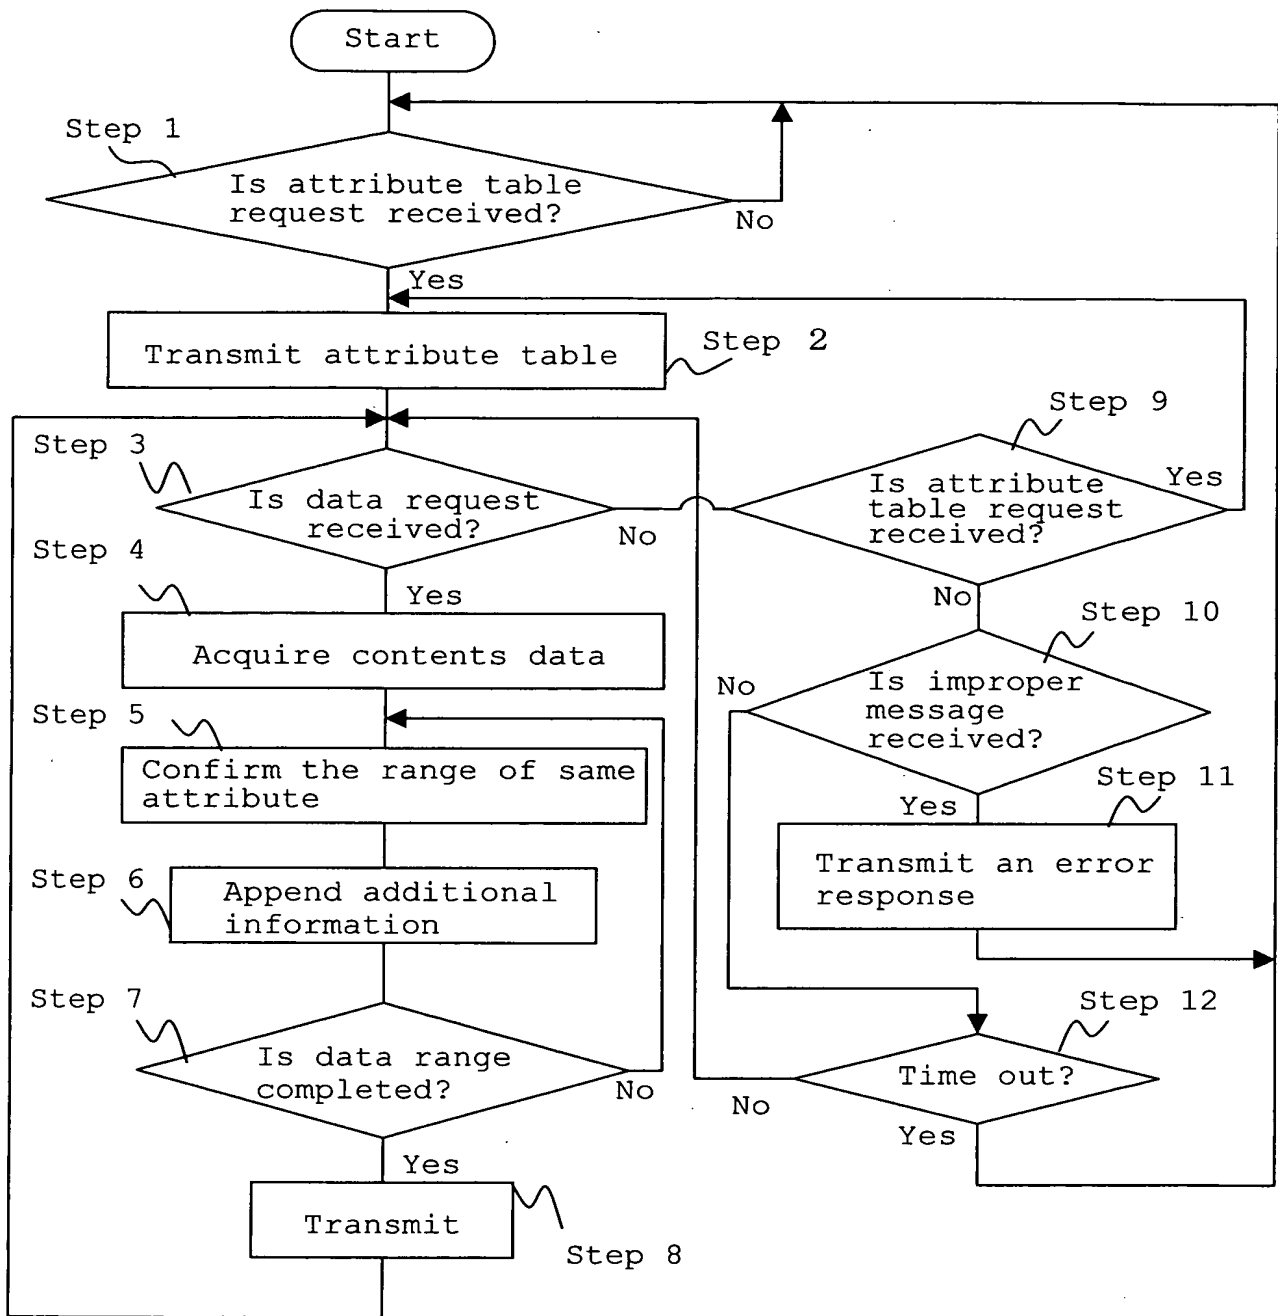 Start
Step 1
Is attribute table
request received?
No
Yes
Transmit attribute table
Step 2
Step 3
Is data request
received?
No
Yes
Step 4
Acquire contents data
Step 5
Confirm the range of same
attribute
Step 6
Append additional
information
Step 7
Is data range
completed?
No
Yes
Transmit
Step 8
Step 9
Is attribute
table request
received?
Yes
No
Step 10
Is improper
message
received?
No
Yes
Step 11
Transmit an error
response
Step 12
Time out?
No
Yes